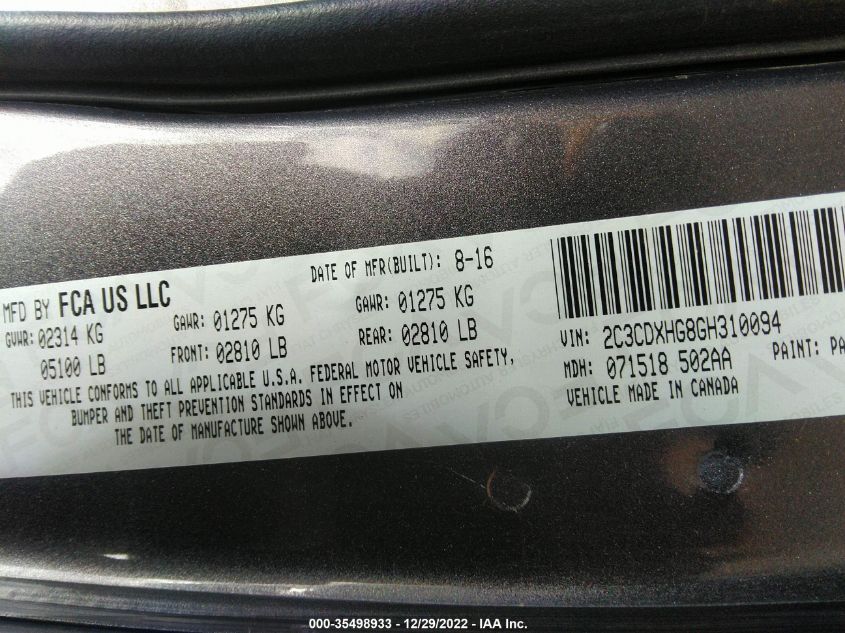 MFD BY FCA US LLC
DATE OF MFR(BUILT): 8-16
GVWR: 02314 KG GAWR: 01275 KG GAWR: 01275 KG
05100 LB FRONT: 02810 LB REAR: 02810 LB
THIS VEHICLE CONFORMS TO ALL APPLICABLE U.S.A. FEDERAL MOTOR VEHICLE SAFETY,
BUMPER AND THEFT PREVENTION STANDARDS IN EFFECT ON
THE DATE OF MANUFACTURE SHOWN ABOVE.
VIN: 2C3CDXHG8GH310094
MDH: 071518 502AA PAINT: PA
VEHICLE MADE IN CANADA
000-35498933 / 12/29/2022 - IAA Inc.